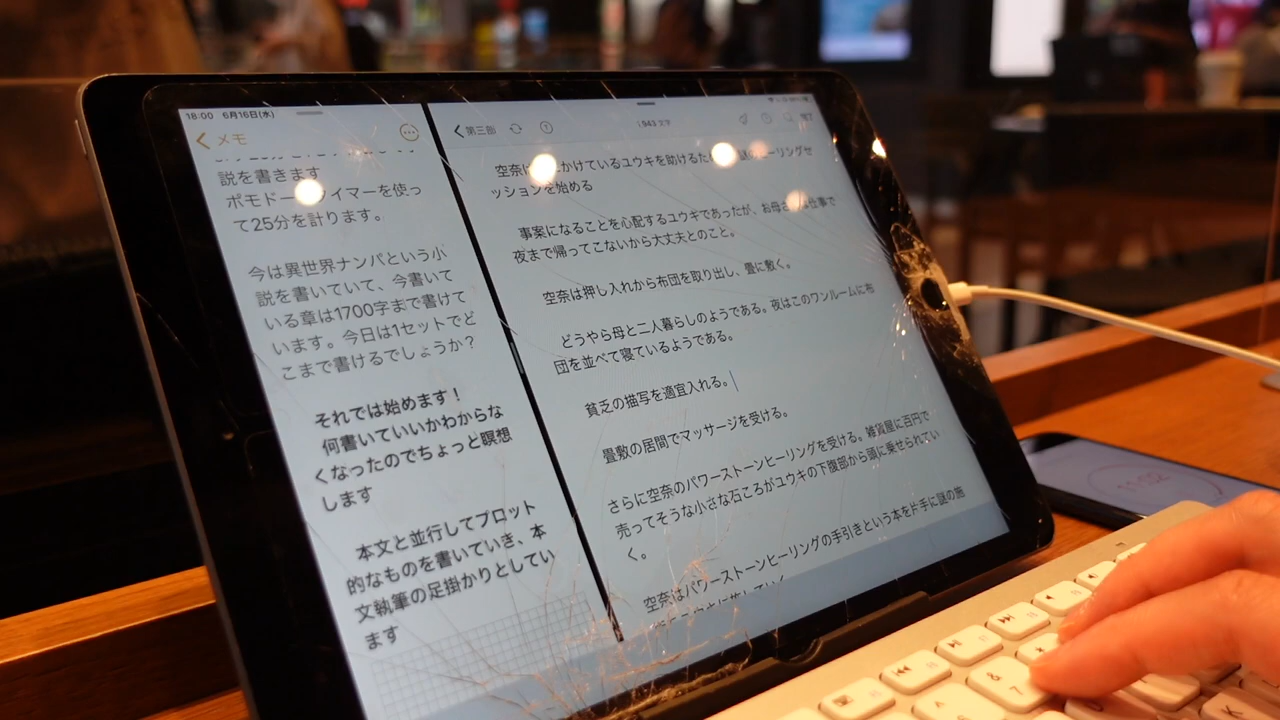 18:00 6月16日(水)
メモ
説を書きます
ポモドー イマーを使っ
て25分を計ります。
今は異世界ナンパという小
説を書いていて、今書いて
いる章は1700字まで書けて
います。今日は1セットでど
こまで書けるでしょうか？
それでは始めます！
何書いていいかわからな
くなったのでちょっと瞑想
します
本文と並行してプロット
的なものを書いていき、本
文執筆の足掛かりとしてい
ます
第三部
943 文字
空奈は かけているユウキを助けるた ヒーリングセ
ッションを始める
事案になることを心配するユウキであったが、お母さ 仕事で
夜まで帰ってこないから大丈夫とのこと。
空奈は押し入れから布団を取り出し、畳に敷く。
どうやら母と二人暮らしのようである。夜はこのワンルームに布
団を並べて寝ているようである。
貧乏の描写を適宜入れる。
畳敷の居間でマッサージを受ける。
さらに空奈のパワーストーンヒーリングを受ける。雑貨屋に百円で
売ってそうな小さな石ころがユウキの下腹部から頭に乗せられてい
く。
空奈はパワーストーンヒーリングの手引きという本を片手に謎の施
11:32
&
7
K